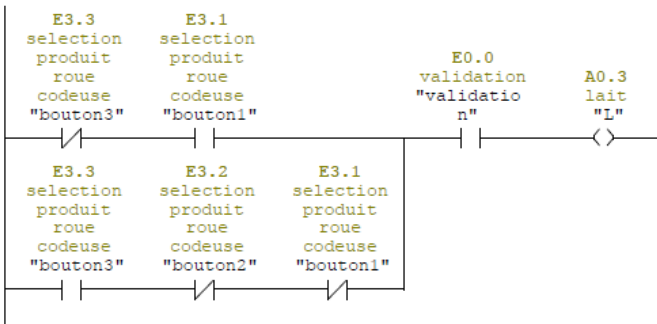 E3.3 E3.1
selection selection
produit produit
roue roue
codeuse codeuse
"bouton3" "bouton1"
E0.0
validation
"validatio
n"
A0.3
lait
"L"
E3.3 E3.2 E3.1
selection selection selection
produit produit produit
roue roue roue
codeuse codeuse codeuse
"bouton3" "bouton2" "bouton1"